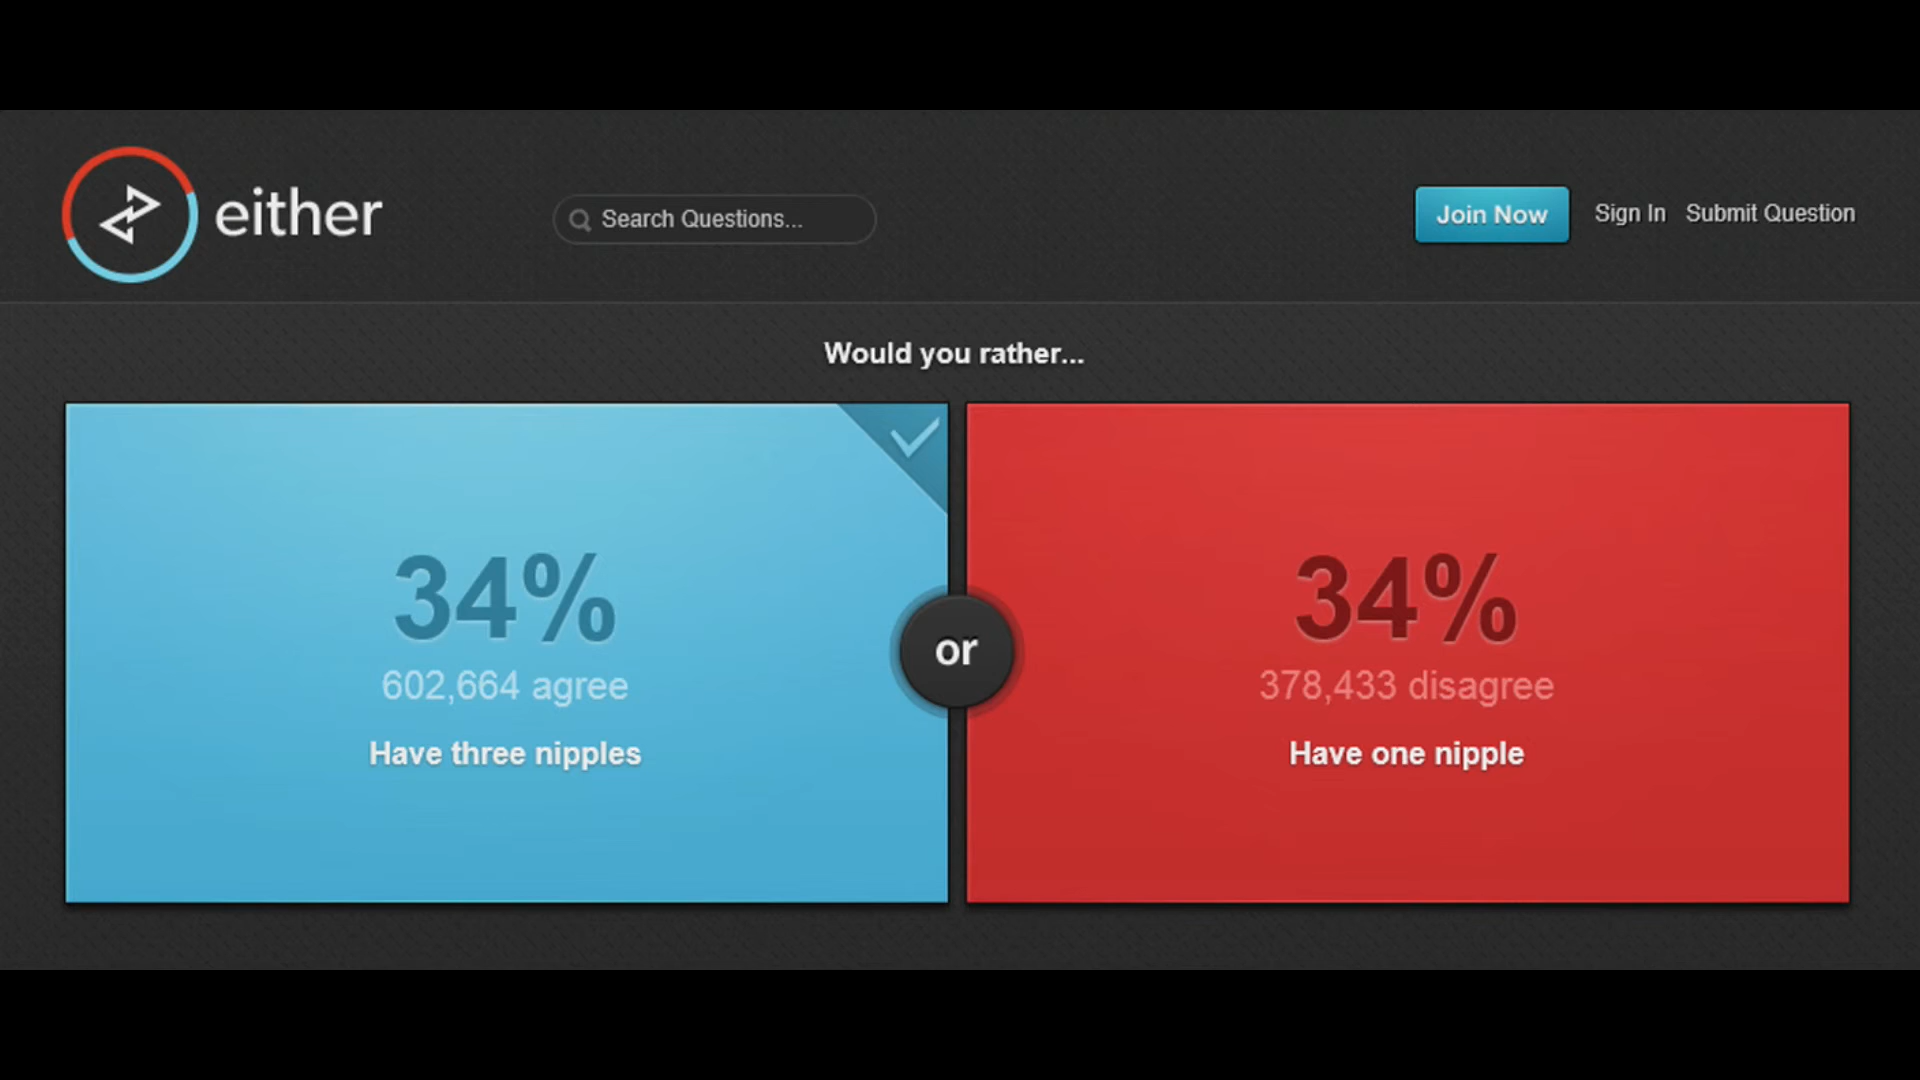 either
Search Questions...
Join Now
Sign In
Submit Question
Would you rather...
34%
602,664 agree
Have three nipples
or
34%
378,433 disagree
Have one nipple